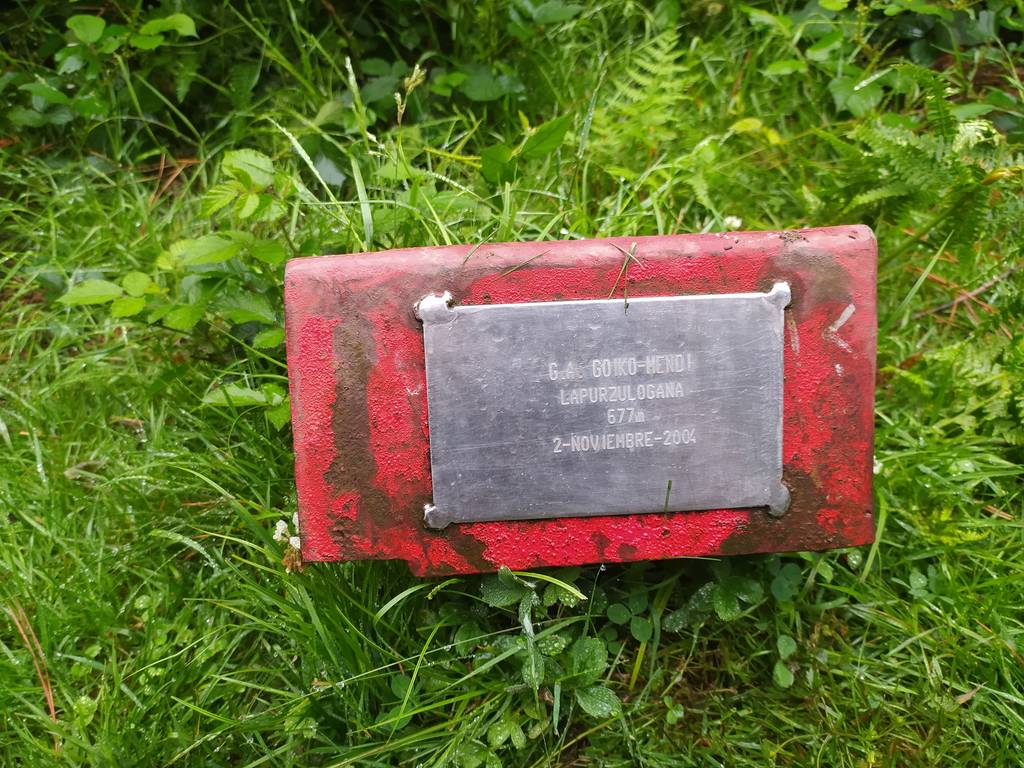 G.A. GOIKO-MENDI
LAPURZULOGANA
677m
2-NOVIEMBRE-2004